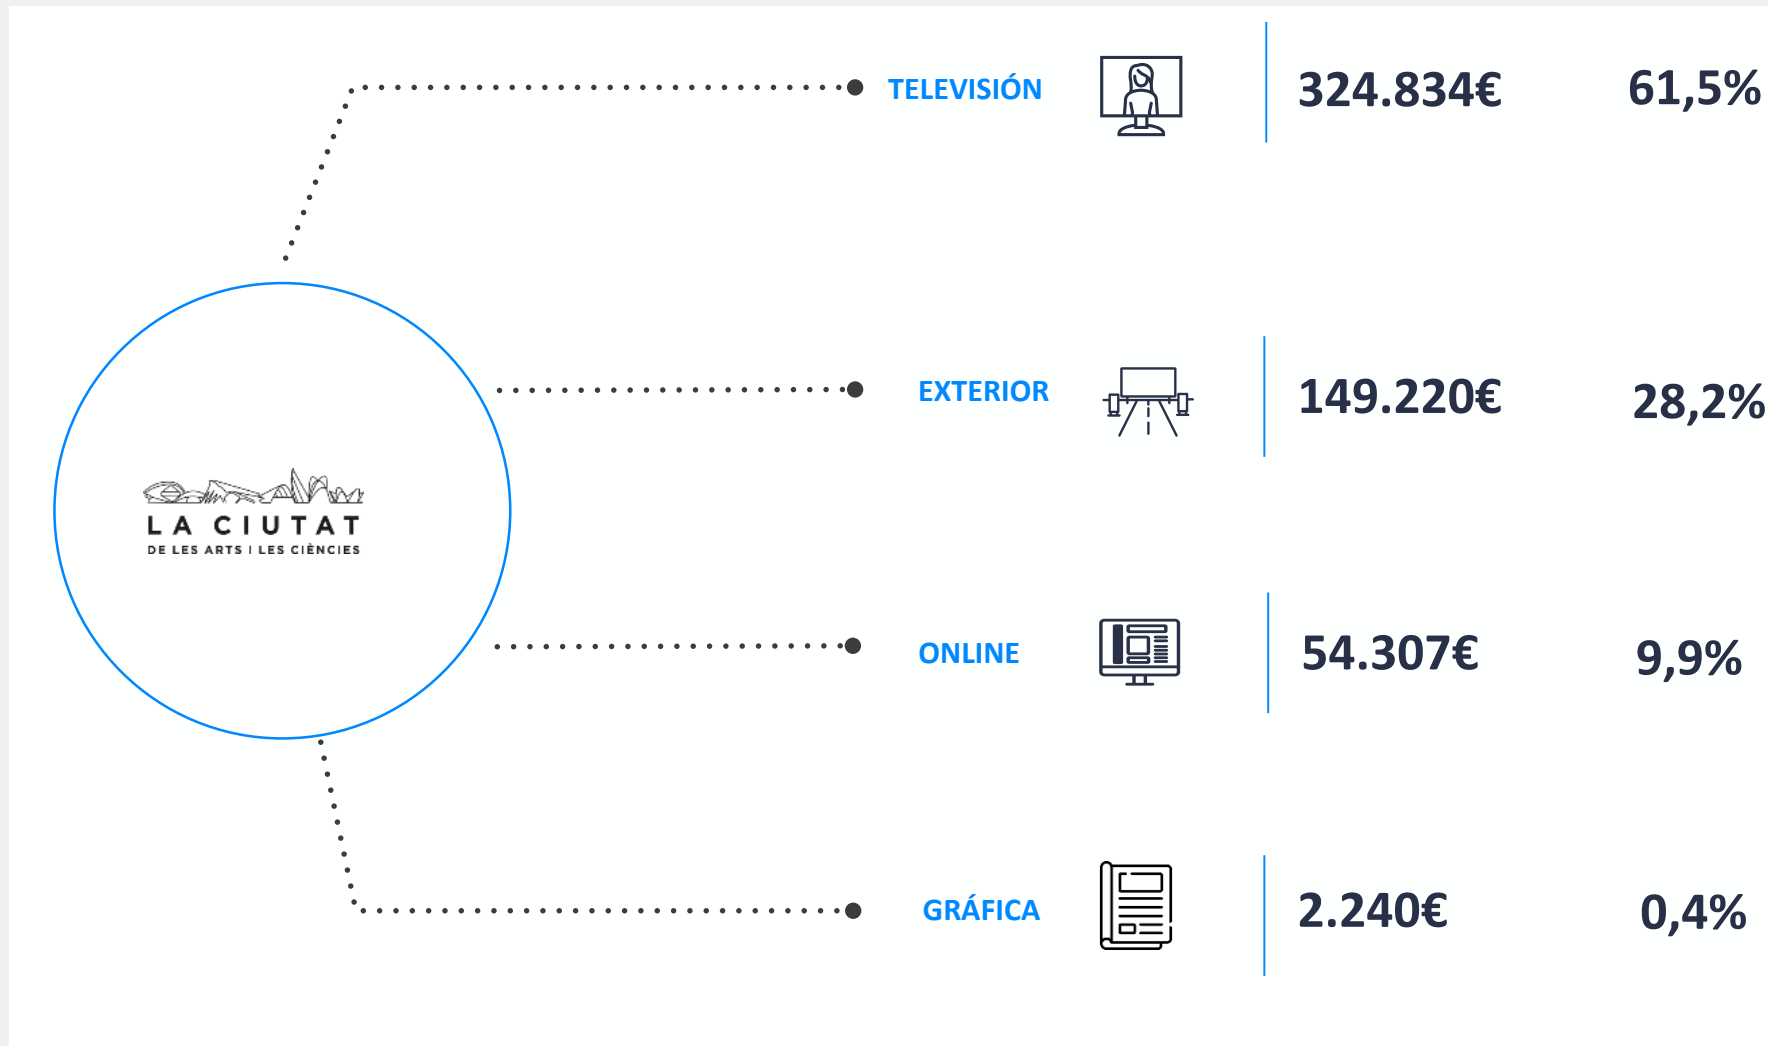 TELEVISIÓN 324.834€ 61,5%
EXTERIOR 149.220€ 28,2%
LA CIUTAT
DE LES ARTS I LES CIÈNCIES
ONLINE 54.307€ 9,9%
GRÁFICA 2.240€ 0,4%